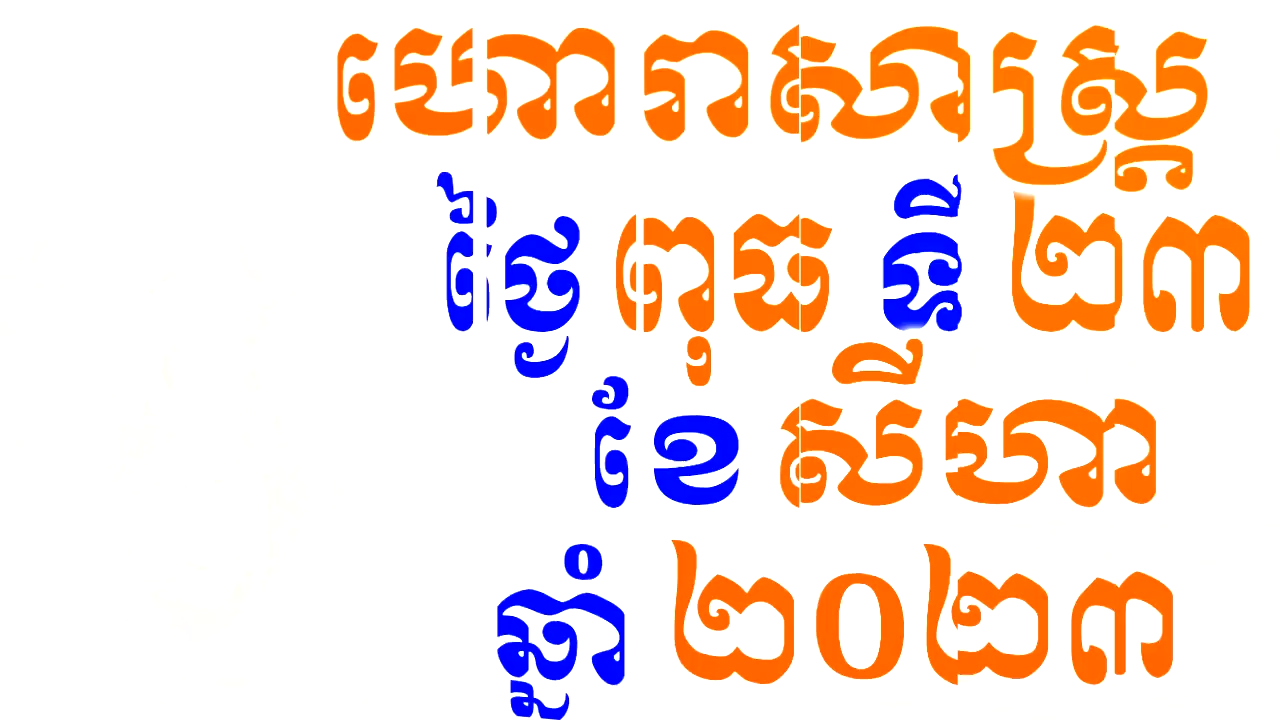 ហោរាសាស្ត្រ
ថ្ងៃ ពុធ ទី ២៣
ខែ សីហា
ឆ្នាំ ២០២៣